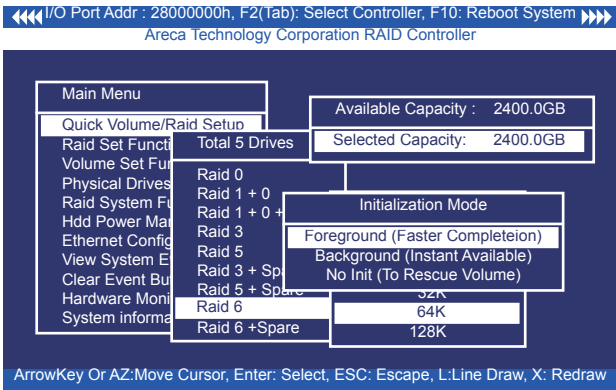 I/O Port Addr : 28000000h, F2(Tab): Select Controller, F10: Reboot System
Areca Technology Corporation RAID Controller
Main Menu
Quick Volume/Raid Setup
Raid Set Functi
Volume Set Fun
Physical Drives
Raid System Fu
Hdd Power Man
Ethernet Config
View System E
Clear Event Bu
Hardware Moni
System informa
Total 5 Drives
Raid 0
Raid 1 + 0
Raid 1 + 0 +
Raid 3
Raid 5
Raid 3 + Spa
Raid 5 + Spare
Raid 6
Raid 6 +Spare
Available Capacity : 2400.0GB
Selected Capacity: 2400.0GB
Initialization Mode
Foreground (Faster Completeion)
Background (Instant Available)
No Init (To Rescue Volume)
32K
64K
128K
ArrowKey Or AZ:Move Cursor, Enter: Select, ESC: Escape, L:Line Draw, X: Redraw